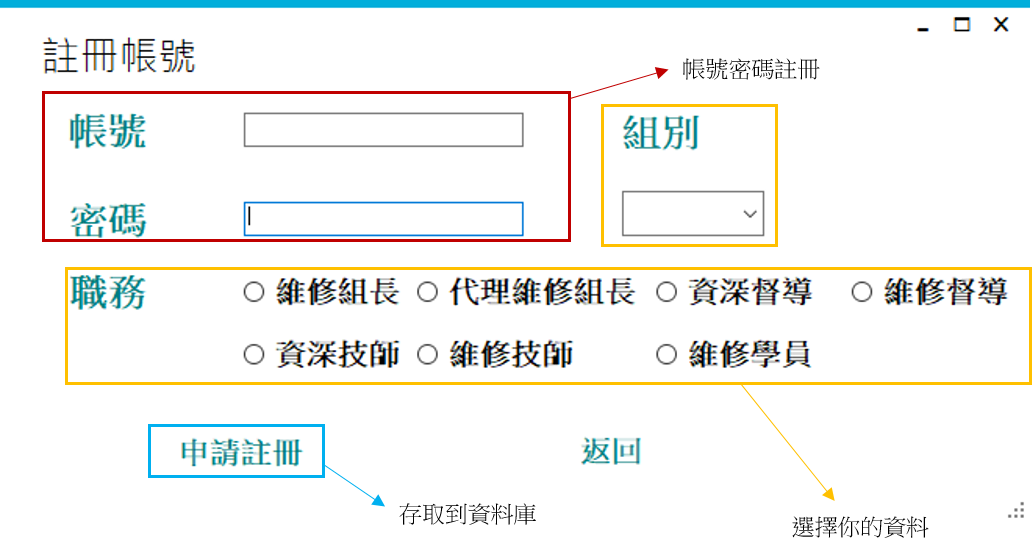 註冊帳號
帳號密碼註冊
帳號
組別
密碼
職務
維修組長 代理維修組長 資深督導 維修督導
資深技師 維修技師 維修學員
申請註冊 返回
存取到資料庫
選擇你的資料